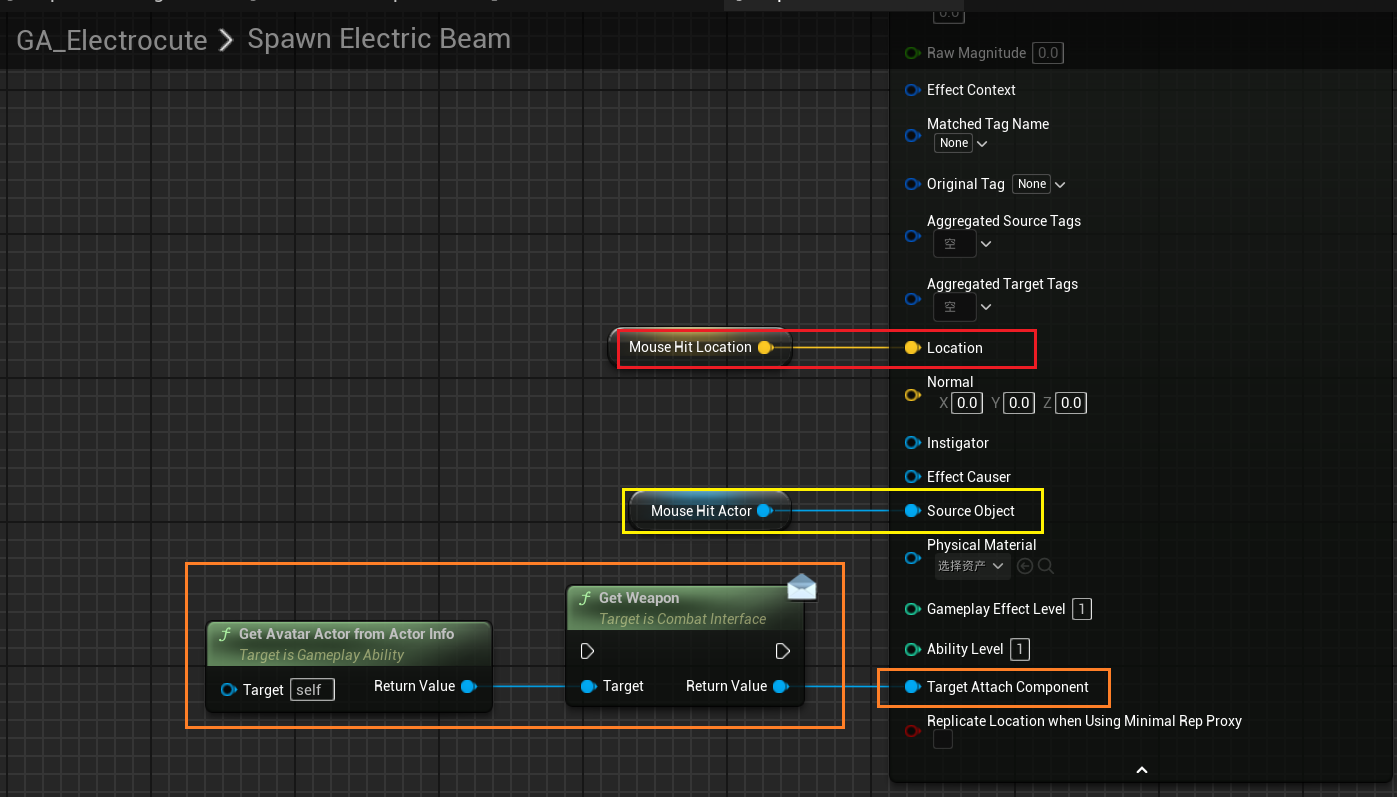 GA_Electrocute > Spawn Electric Beam
0.0
Raw Magnitude 0.0
Effect Context
Matched Tag Name
None
Original Tag None
Aggregated Source Tags
空
Aggregated Target Tags
空
Mouse Hit Location
Location
Normal
X 0.0 Y 0.0 Z 0.0
Instigator
Effect Causer
Mouse Hit Actor
Source Object
Physical Material
选择资产
Gameplay Effect Level 1
Ability Level 1
Get Avatar Actor from Actor Info
Target is Gameplay Ability
Target self
Return Value
Get Weapon
Target is Combat Interface
Target
Return Value
Target Attach Component
Replicate Location when Using Minimal Rep Proxy